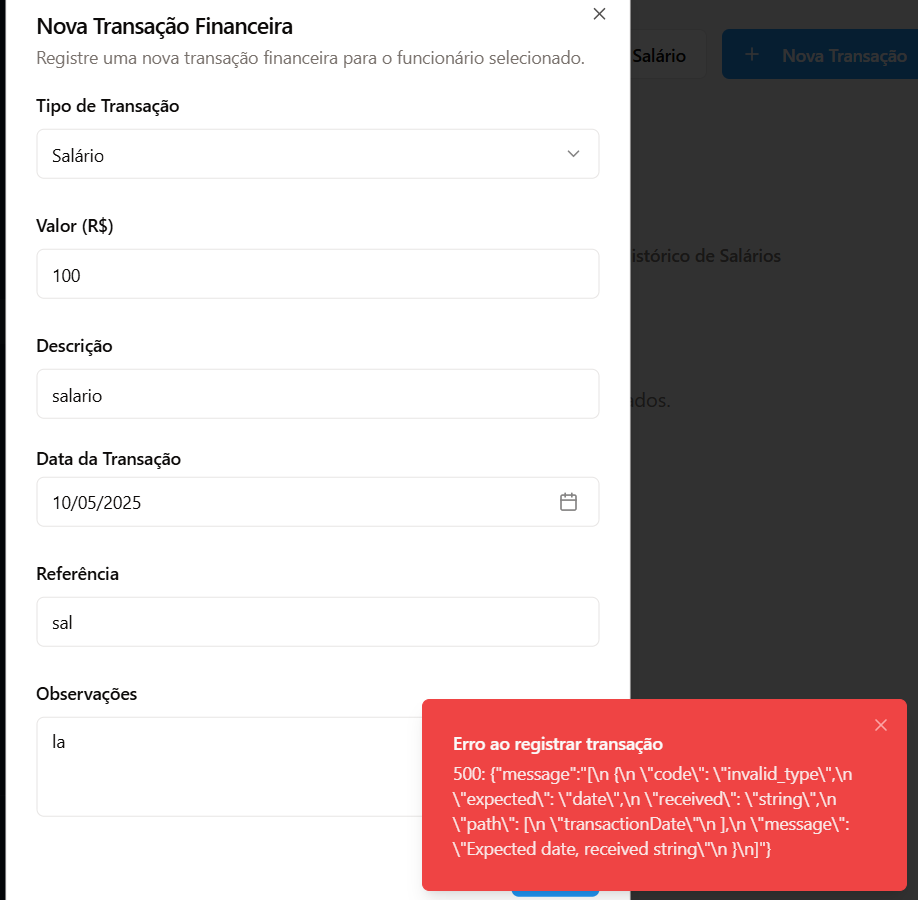 Nova Transação Financeira
Registre uma nova transação financeira para o funcionário selecionado.
Salário
Nova Transação
Tipo de Transação
Salário
Valor (R$)
100
istórico de Salários
Descrição
salario
ados.
Data da Transação
10/05/2025
Referência
sal
Observações
la
Erro ao registrar transação
500: {"message":"[\n {\n \"code\": \"invalid_type\",\n
\"expected\": \"date\",\n \"received\": \"string\",\n
\"path\": [\n \"transactionDate\"\n ],\n \"message\":
\"Expected date, received string\"\n }\n]"}